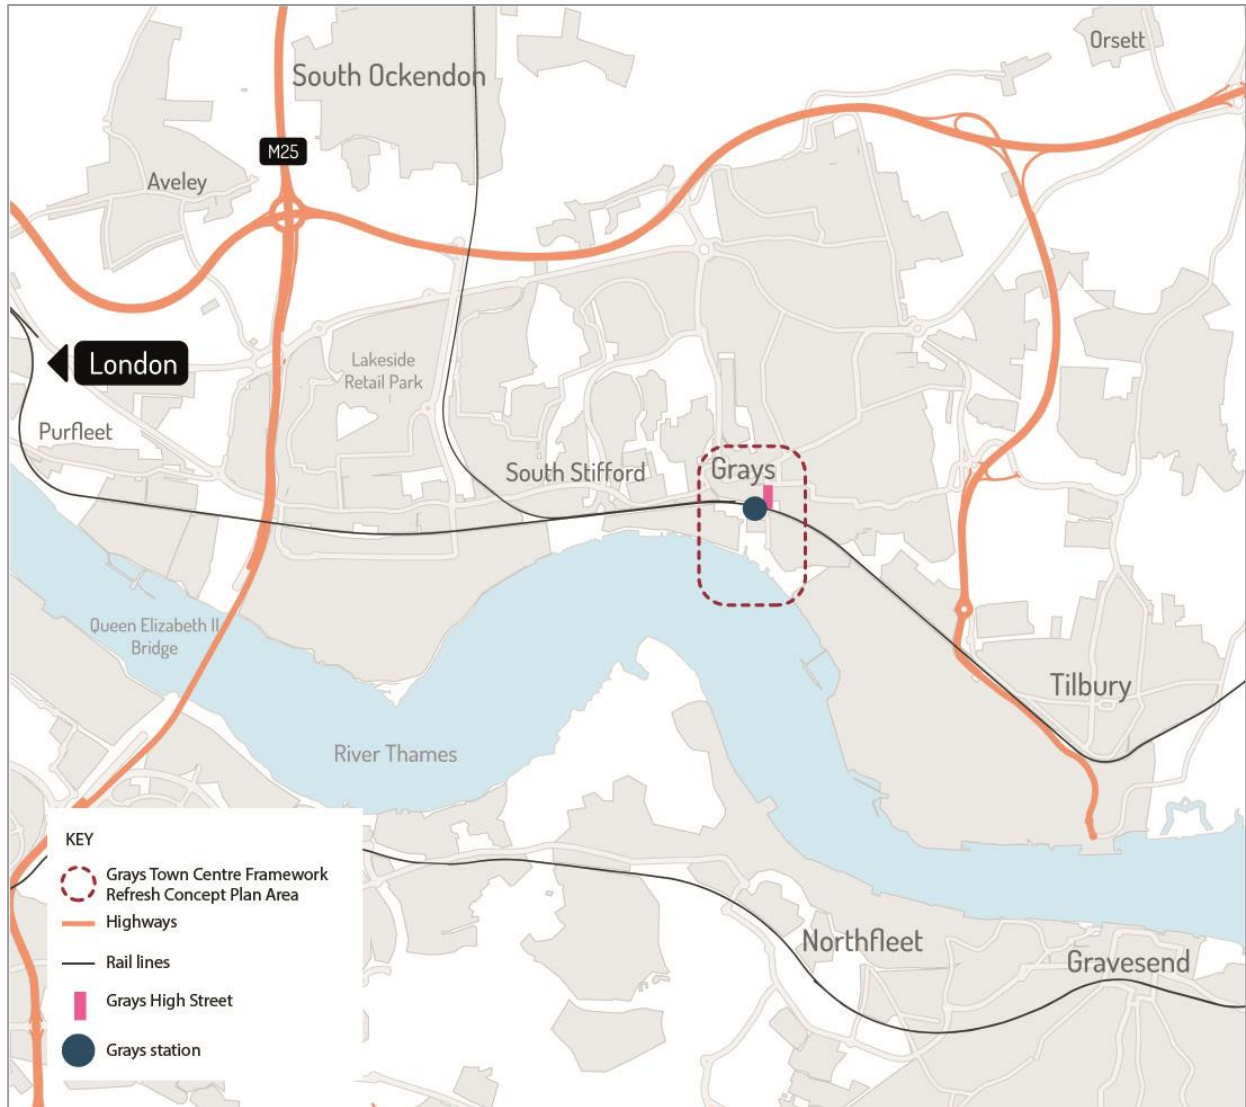 Orsett
South Ockendon
M25
Aveley
London
Lakeside
Retail Park
Purfleet
South Stifford
Grays
Queen Elizabeth II
Bridge
Tilbury
River Thames
KEY
Grays Town Centre Framework
Refresh Concept Plan Area
Highways
Rail lines
Grays High Street
Grays station
Northfleet
Gravesend